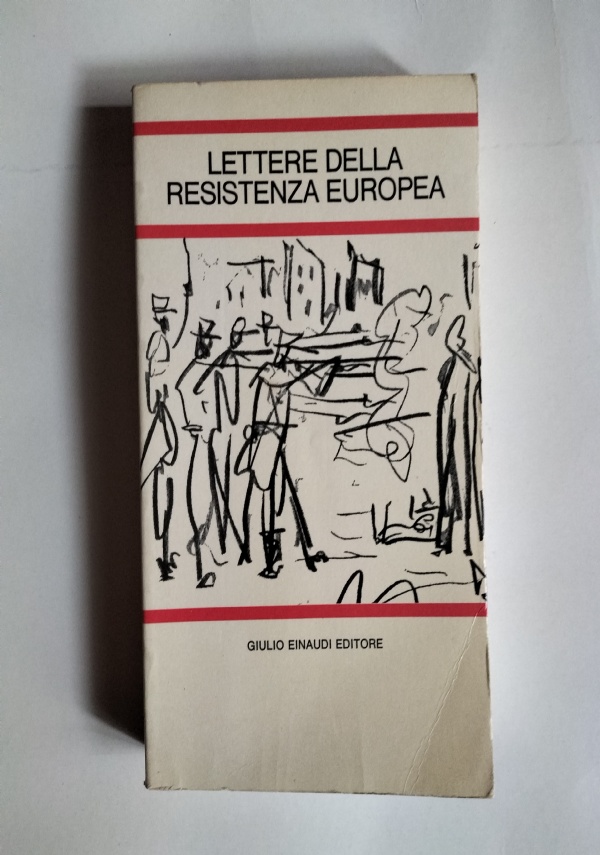 LETTERE DELLA
RESISTENZA EUROPEA
GIULIO EINAUDI EDITORE